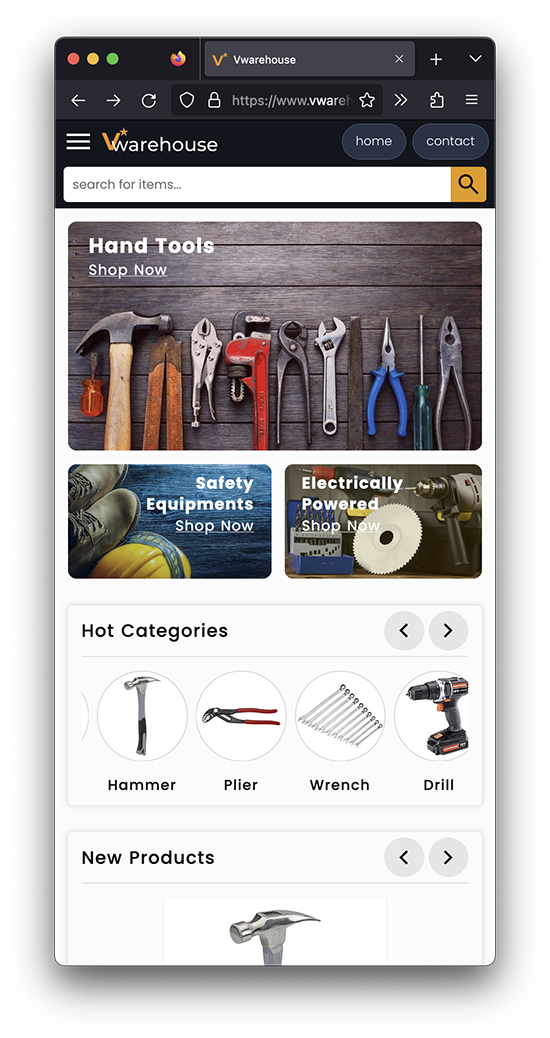 Vwarehouse
https://www.vwareh
Vwarehouse
home
contact
search for items...
Hand Tools
Shop Now
Safety
Equipments
Shop Now
Electrically
Powered
Shop Now
Hot Categories
Hammer
Plier
Wrench
Drill
New Products